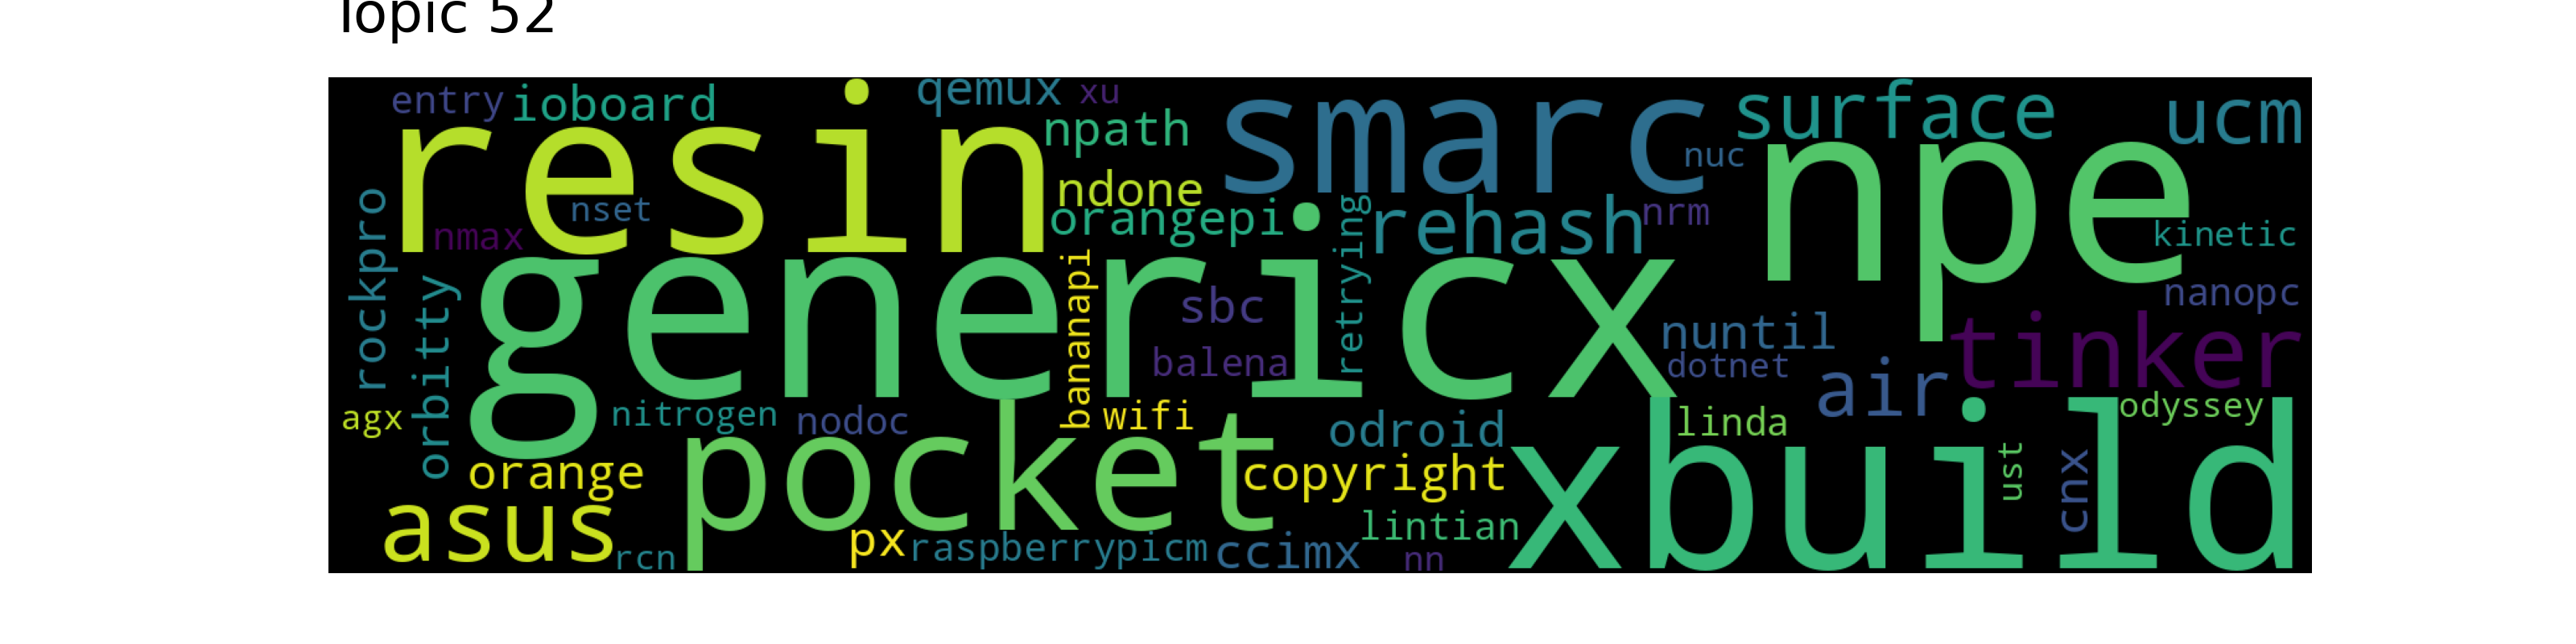 Topic 52
entry ioboard qemux xu smarc surface ucm
resin npath nuc npe
rockpro nset ndone
nmax orangepi retrying rehash nrm kinetic
orbitty genericx bananapi sbc nanopc
balena nuntil tinker
dotnet air
agx nitrogen nodoc wifi odroid linda odyssey
orange pocket copyright xbuild ust cnx
asus px lintian
rcn raspberrypicm ccimx nn